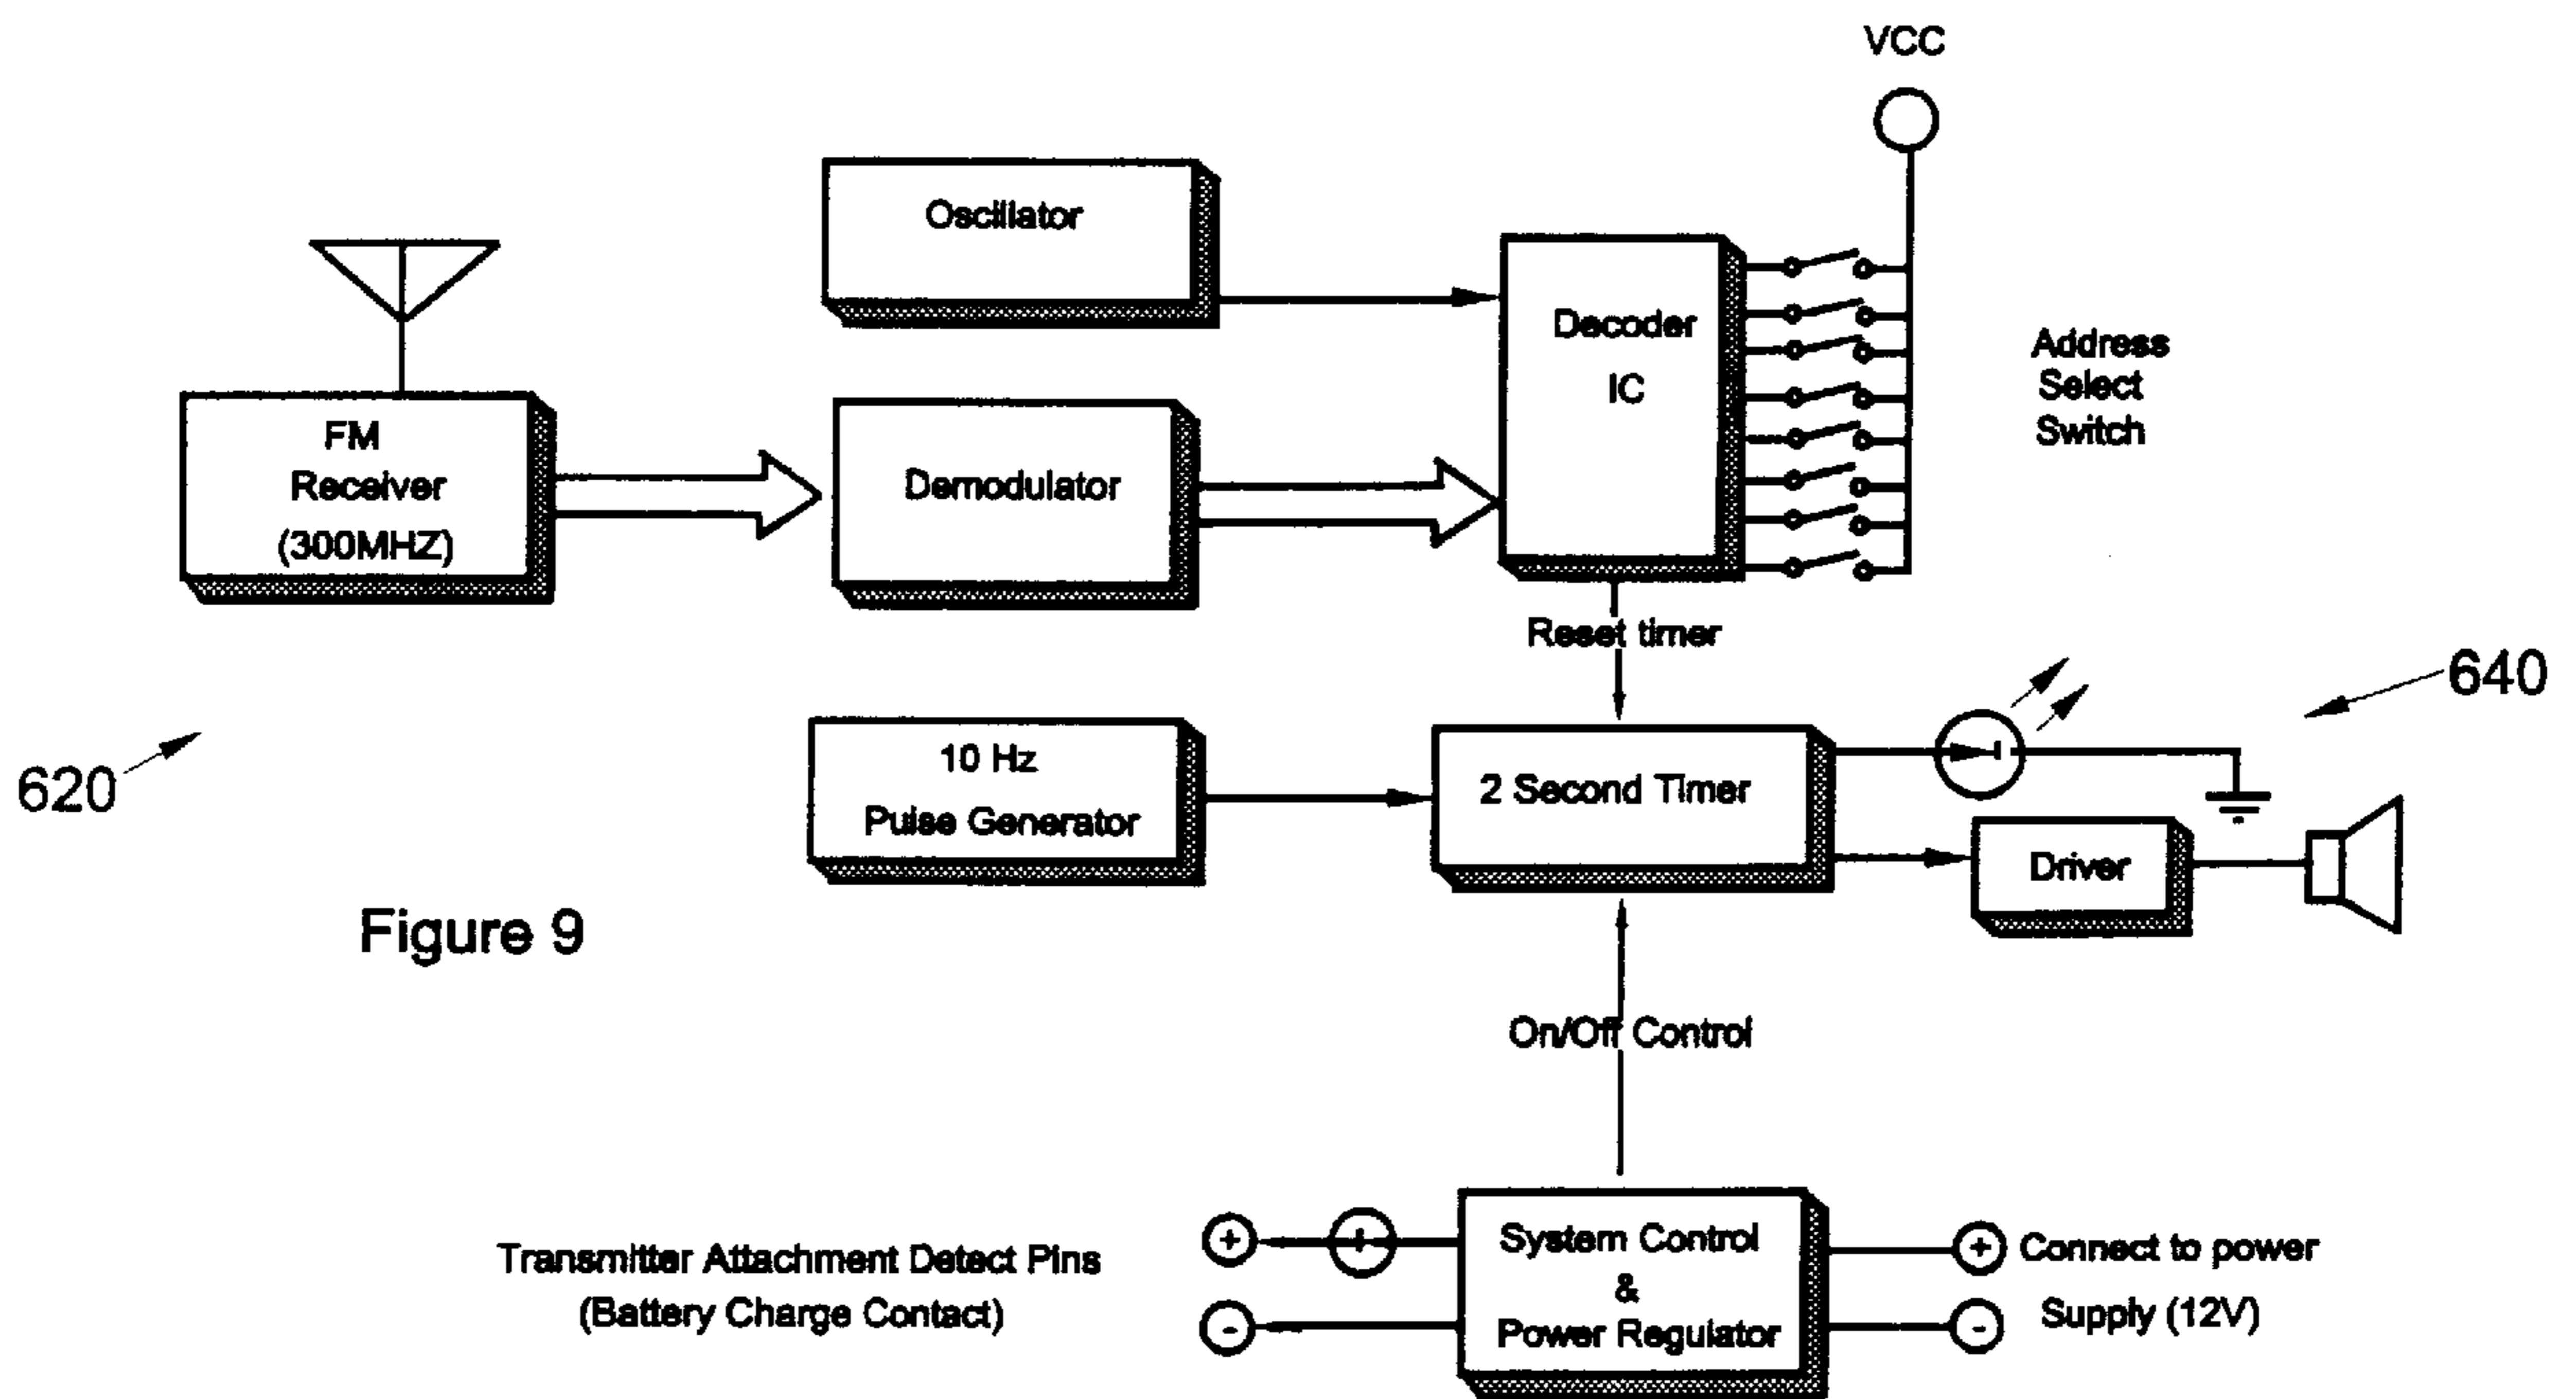 VCC
Oscillator
Decoder
IC
Address
Select
Switch
FM
Receiver
(300MHZ)
Demodulator
Reset timer
640
620
10 Hz
Pulse Generator
2 Second Timer
Driver
Figure 9
On/Off Control
Transmitter Attachment Detect Pins
(Battery Charge Contact)
+
-
System Control
&
Power Regulator
+
-
Connect to power
Supply (12V)